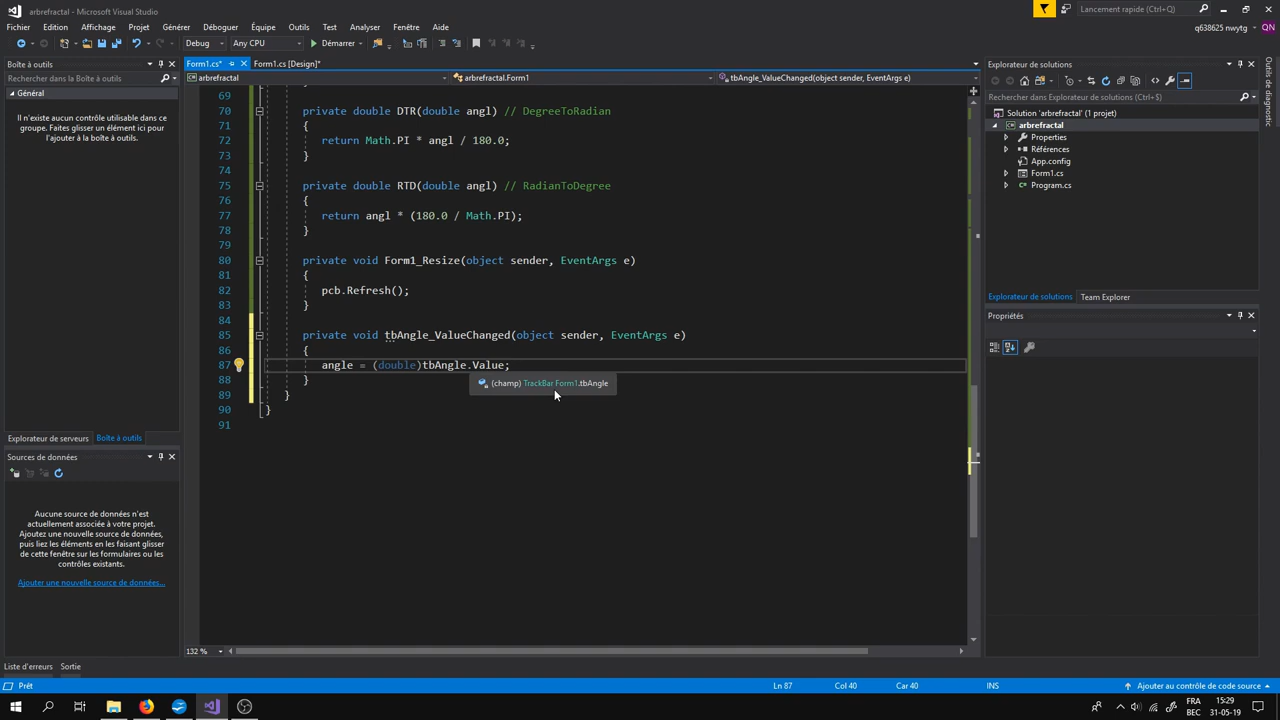 arbrefractal - Microsoft Visual Studio
Lancement rapide (Ctrl+Q)
Fichier Edition Affichage Projet Générer Déboguer Équipe Outils Test Analyser Fenêtre Aide
q638625 nwytg QN
Debug Any CPU Démarrer
Boîte à outils
Form1.cs* Form1.cs [Design]*
Explorateur de solutions
Outils de diagnostic
Rechercher dans la Boîte à outils
arbrefractal arbrefractal.Form1 tbAngle_ValueChanged(object sender, EventArgs e)
Général
Il n'existe aucun contrôle utilisable dans ce
groupe. Faites glisser un élément ici pour
l'ajouter à la boîte à outils.
69 }
70 private double DTR(double angl) // DegreeToRadian
71 {
72 return Math.PI * angl / 180.0;
73 }
74
75 private double RTD(double angl) // RadianToDegree
76 {
77 return angl * (180.0 / Math.PI);
78 }
79
80 private void Form1_Resize(object sender, EventArgs e)
81 {
82 pcb.Refresh();
83 }
84
85 private void tbAngle_ValueChanged(object sender, EventArgs e)
86 {
87 angle = (double)tbAngle.Value;
(champ) TrackBar Form1.tbAngle
88 }
89 }
90 }
91
Rechercher dans Explorateur de solutions (Ctrl+$)
Solution 'arbrefractal' (1 projet)
arbrefractal
Properties
Références
App.config
Form1.cs
Program.cs
Explorateur de solutions Team Explorer
Propriétés
Explorateur de serveurs Boîte à outils
Sources de données
Aucune source de données n'est
actuellement associée à votre projet.
Ajoutez une nouvelle source de données,
puis liez les éléments en les faisant glisser
de cette fenêtre sur les formulaires ou les
contrôles existants.
Ajouter une nouvelle source de données...
132 %
Liste d'erreurs Sortie
Prêt Ln 87 Col 40 Car 40 INS Ajouter au contrôle de code source
FRA
BEC
15:29
31-05-19